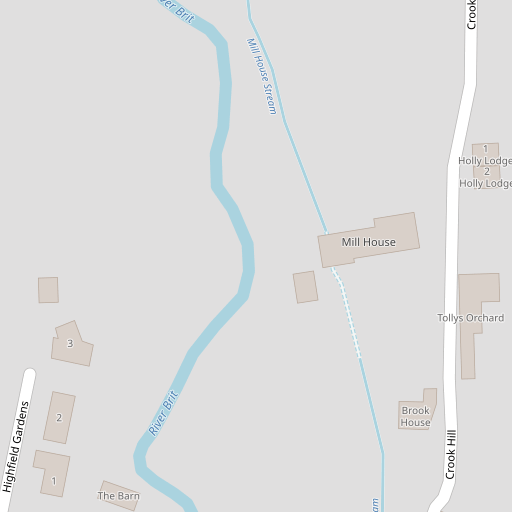 River Brit
Crook
Mill House Stream
1
Holly Lodge
2
Holly Lodge
Mill House
Tollys Orchard
3
River Brit
2
Brook
House
Highfield Gardens
Crook Hill
1
The Barn